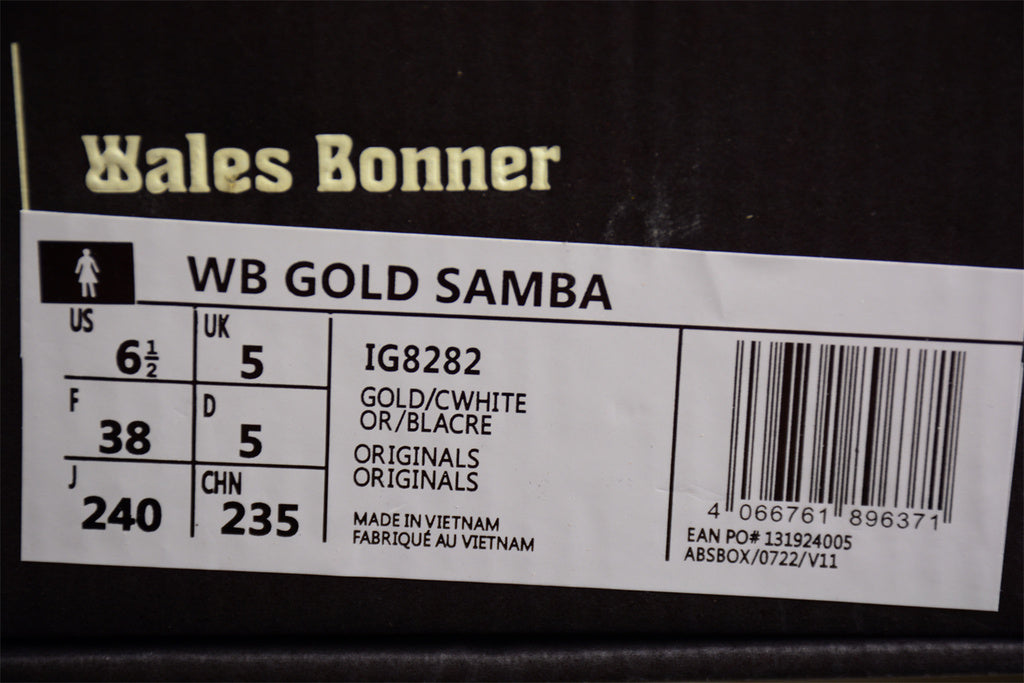 Wales Bonner
WB GOLD SAMBA
US
6½
UK
5
F
38
D
5
J
240
CHN
235
IG8282
GOLD/CWHITE
OR/BLACRE
ORIGINALS
ORIGINALS
MADE IN VIETNAM
FABRIQUÉ AU VIETNAM
4 066761 896371
EAN PO# 131924005
ABSBOX/0722/V11